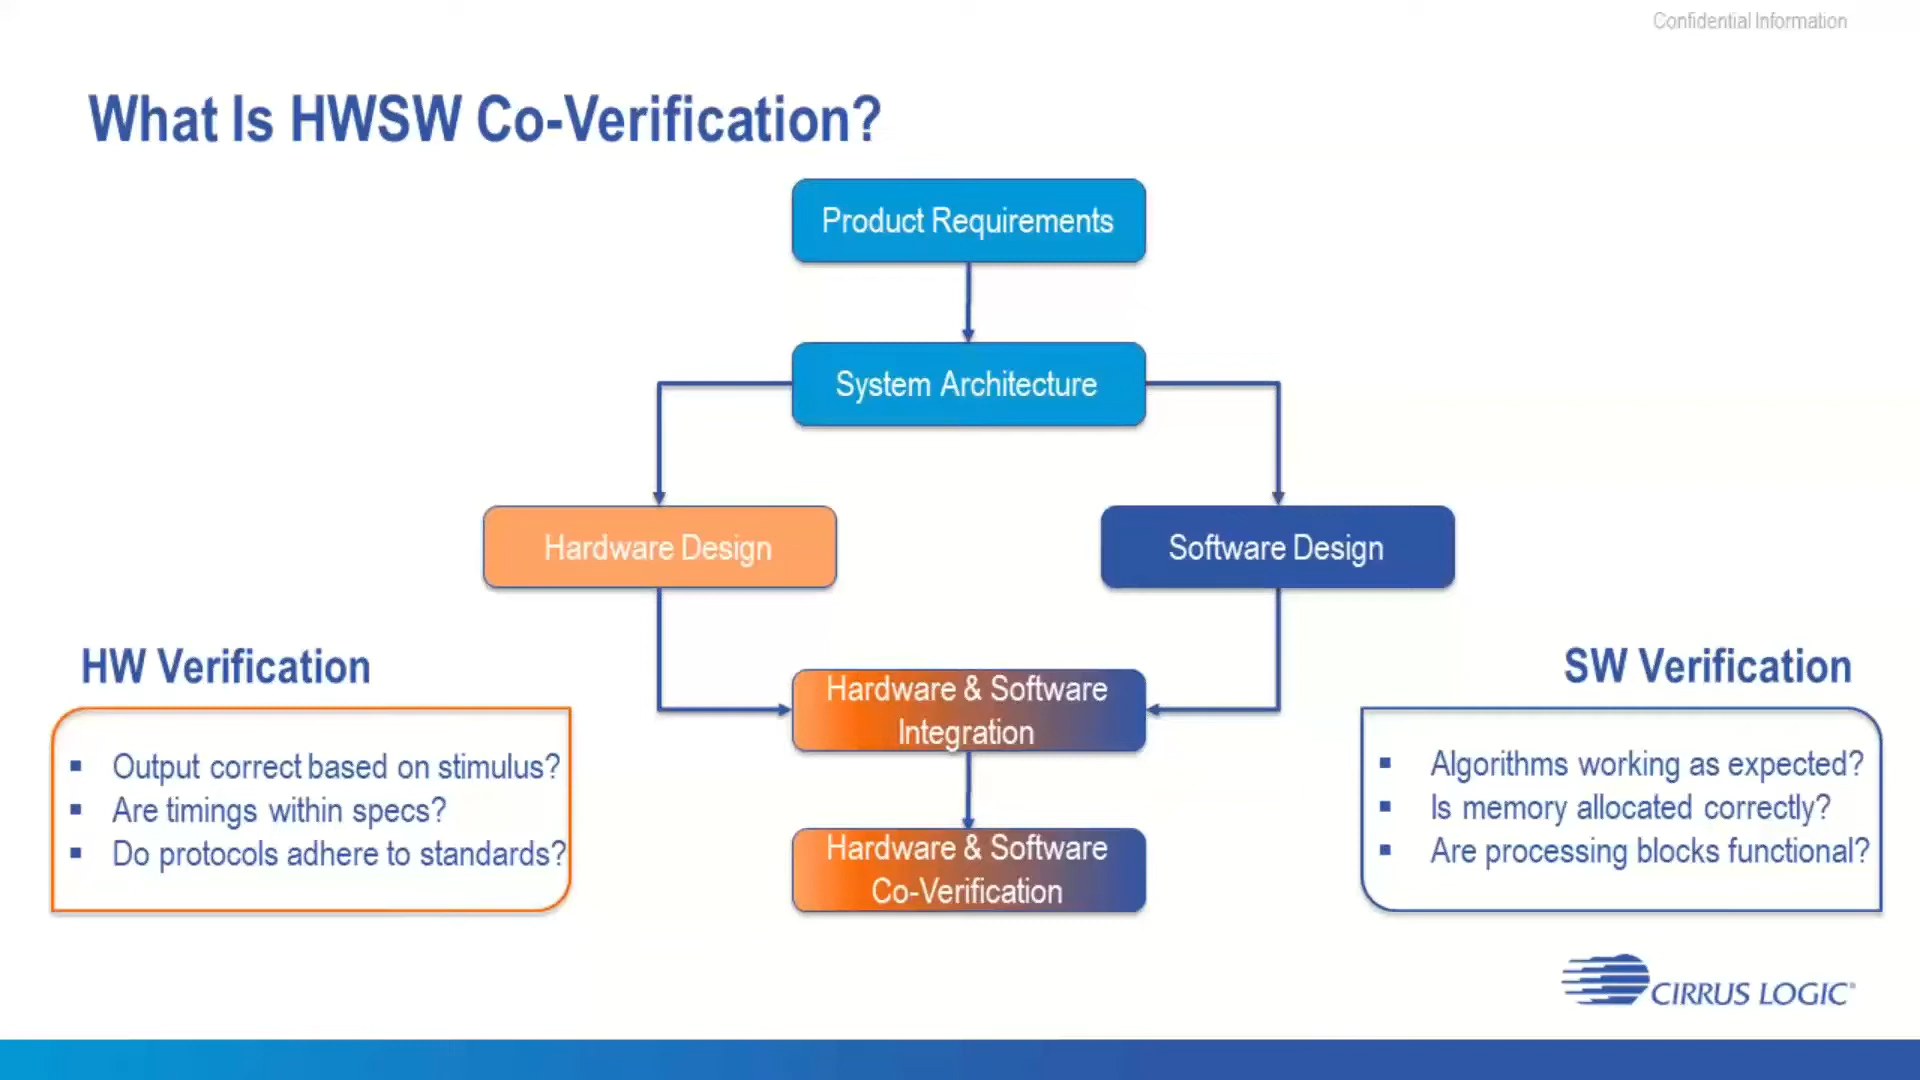 Confidential Information
What Is HWSW Co-Verification?
Product Requirements
System Architecture
Hardware Design
Software Design
Hardware & Software
Integration
Hardware & Software
Co-Verification
HW Verification
▪ Output correct based on stimulus?
▪ Are timings within specs?
▪ Do protocols adhere to standards?
SW Verification
▪ Algorithms working as expected?
▪ Is memory allocated correctly?
▪ Are processing blocks functional?
CIRRUS LOGIC®